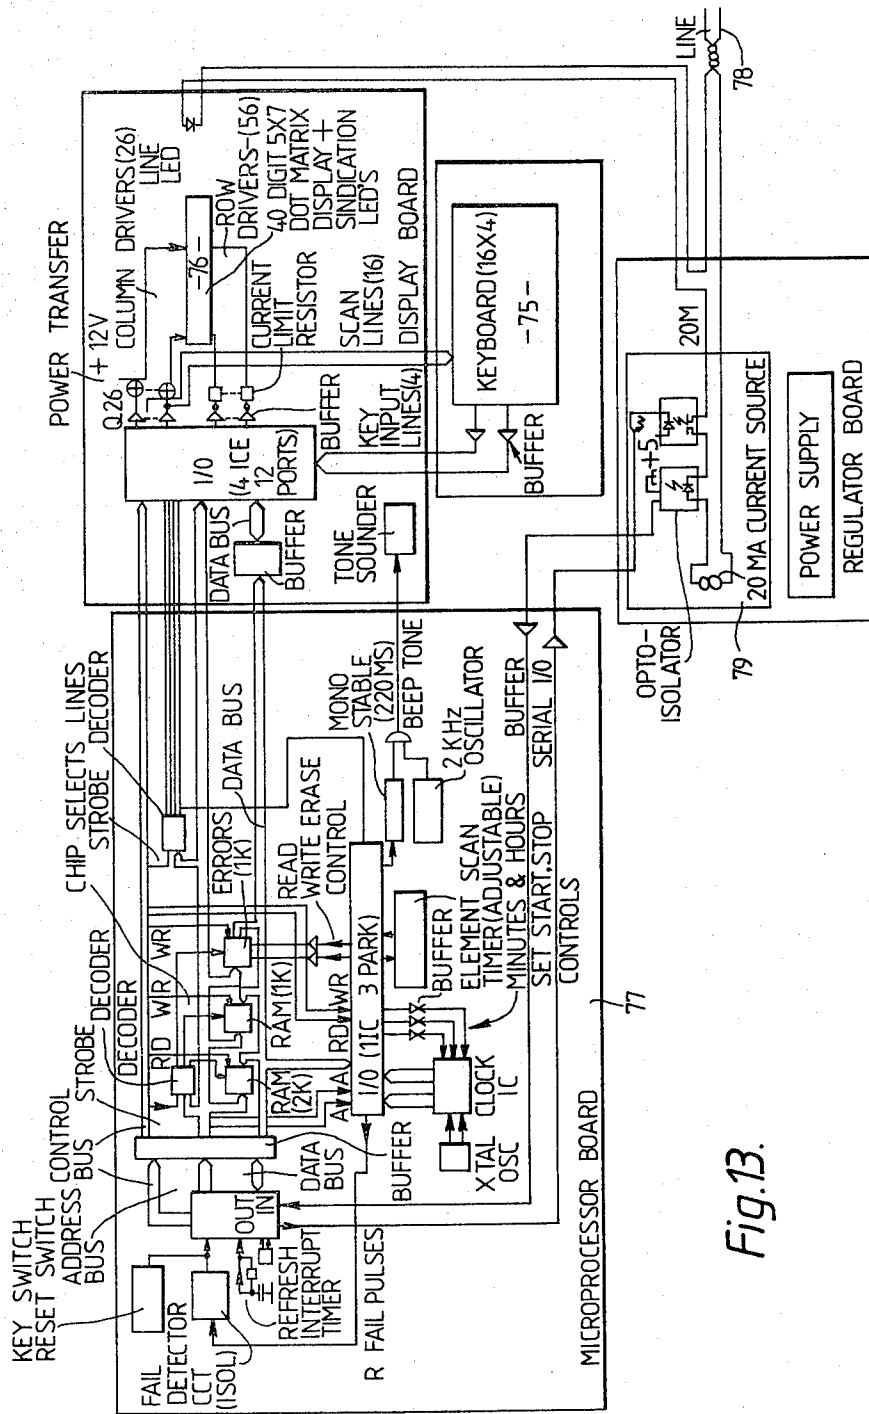 KEY SWITCH
RESET SWITCH
ADDRESS
BUS
CONTROL
BUS
STROBE
DECODER
DECODER
CHIP SELECTS LINES
STROBE
DECODER
POWER TRANSFER
+ 12V
Q26
COLUMN DRIVERS(26)
LINE
LED
-76-
ROW
DRIVERS-(56)
40 DIGIT 5X7
DOT MATRIX
DISPLAY +
SINDICATION
LED'S
CURRENT
LIMIT
RESISTOR
SCAN
LINES(16)
DISPLAY BOARD
I/O
(4 ICE
12
PORTS)
BUFFER
KEY
INPUT
LINES(4)
DATA BUS
BUFFER
TONE
SOUNDER
KEYBOARD(16X4)
-75-
BUFFER
LINE
78
FAIL
DETECTOR
CCT
(ISOL)
OUT
IN
REFRESH
INTERRUPT
TIMER
DATA
BUS
BUFFER
RD
WR
WR
RAM
(2K)
RAM(1K)
ERRORS
(1K)
DATA BUS
READ
WRITE ERASE
CONTROL
A
A
RD
WR
I/O (1IC 3 PARK)
R FAIL PULSES
XTAL
OSC
CLOCK
IC
BUFFER
ELEMENT SCAN
TIMER(ADJUSTABLE)
MINUTES & HOURS
SET START,STOP
CONTROLS
MONO
STABLE
(220MS)
BEEP TONE
2 KHz
OSCILLATOR
BUFFER
SERIAL I/O
MICROPROCESSOR BOARD
77
OPTO-
ISOLATOR
79
+5
20M
20 MA CURRENT SOURCE
POWER SUPPLY
REGULATOR BOARD
Fig.13.